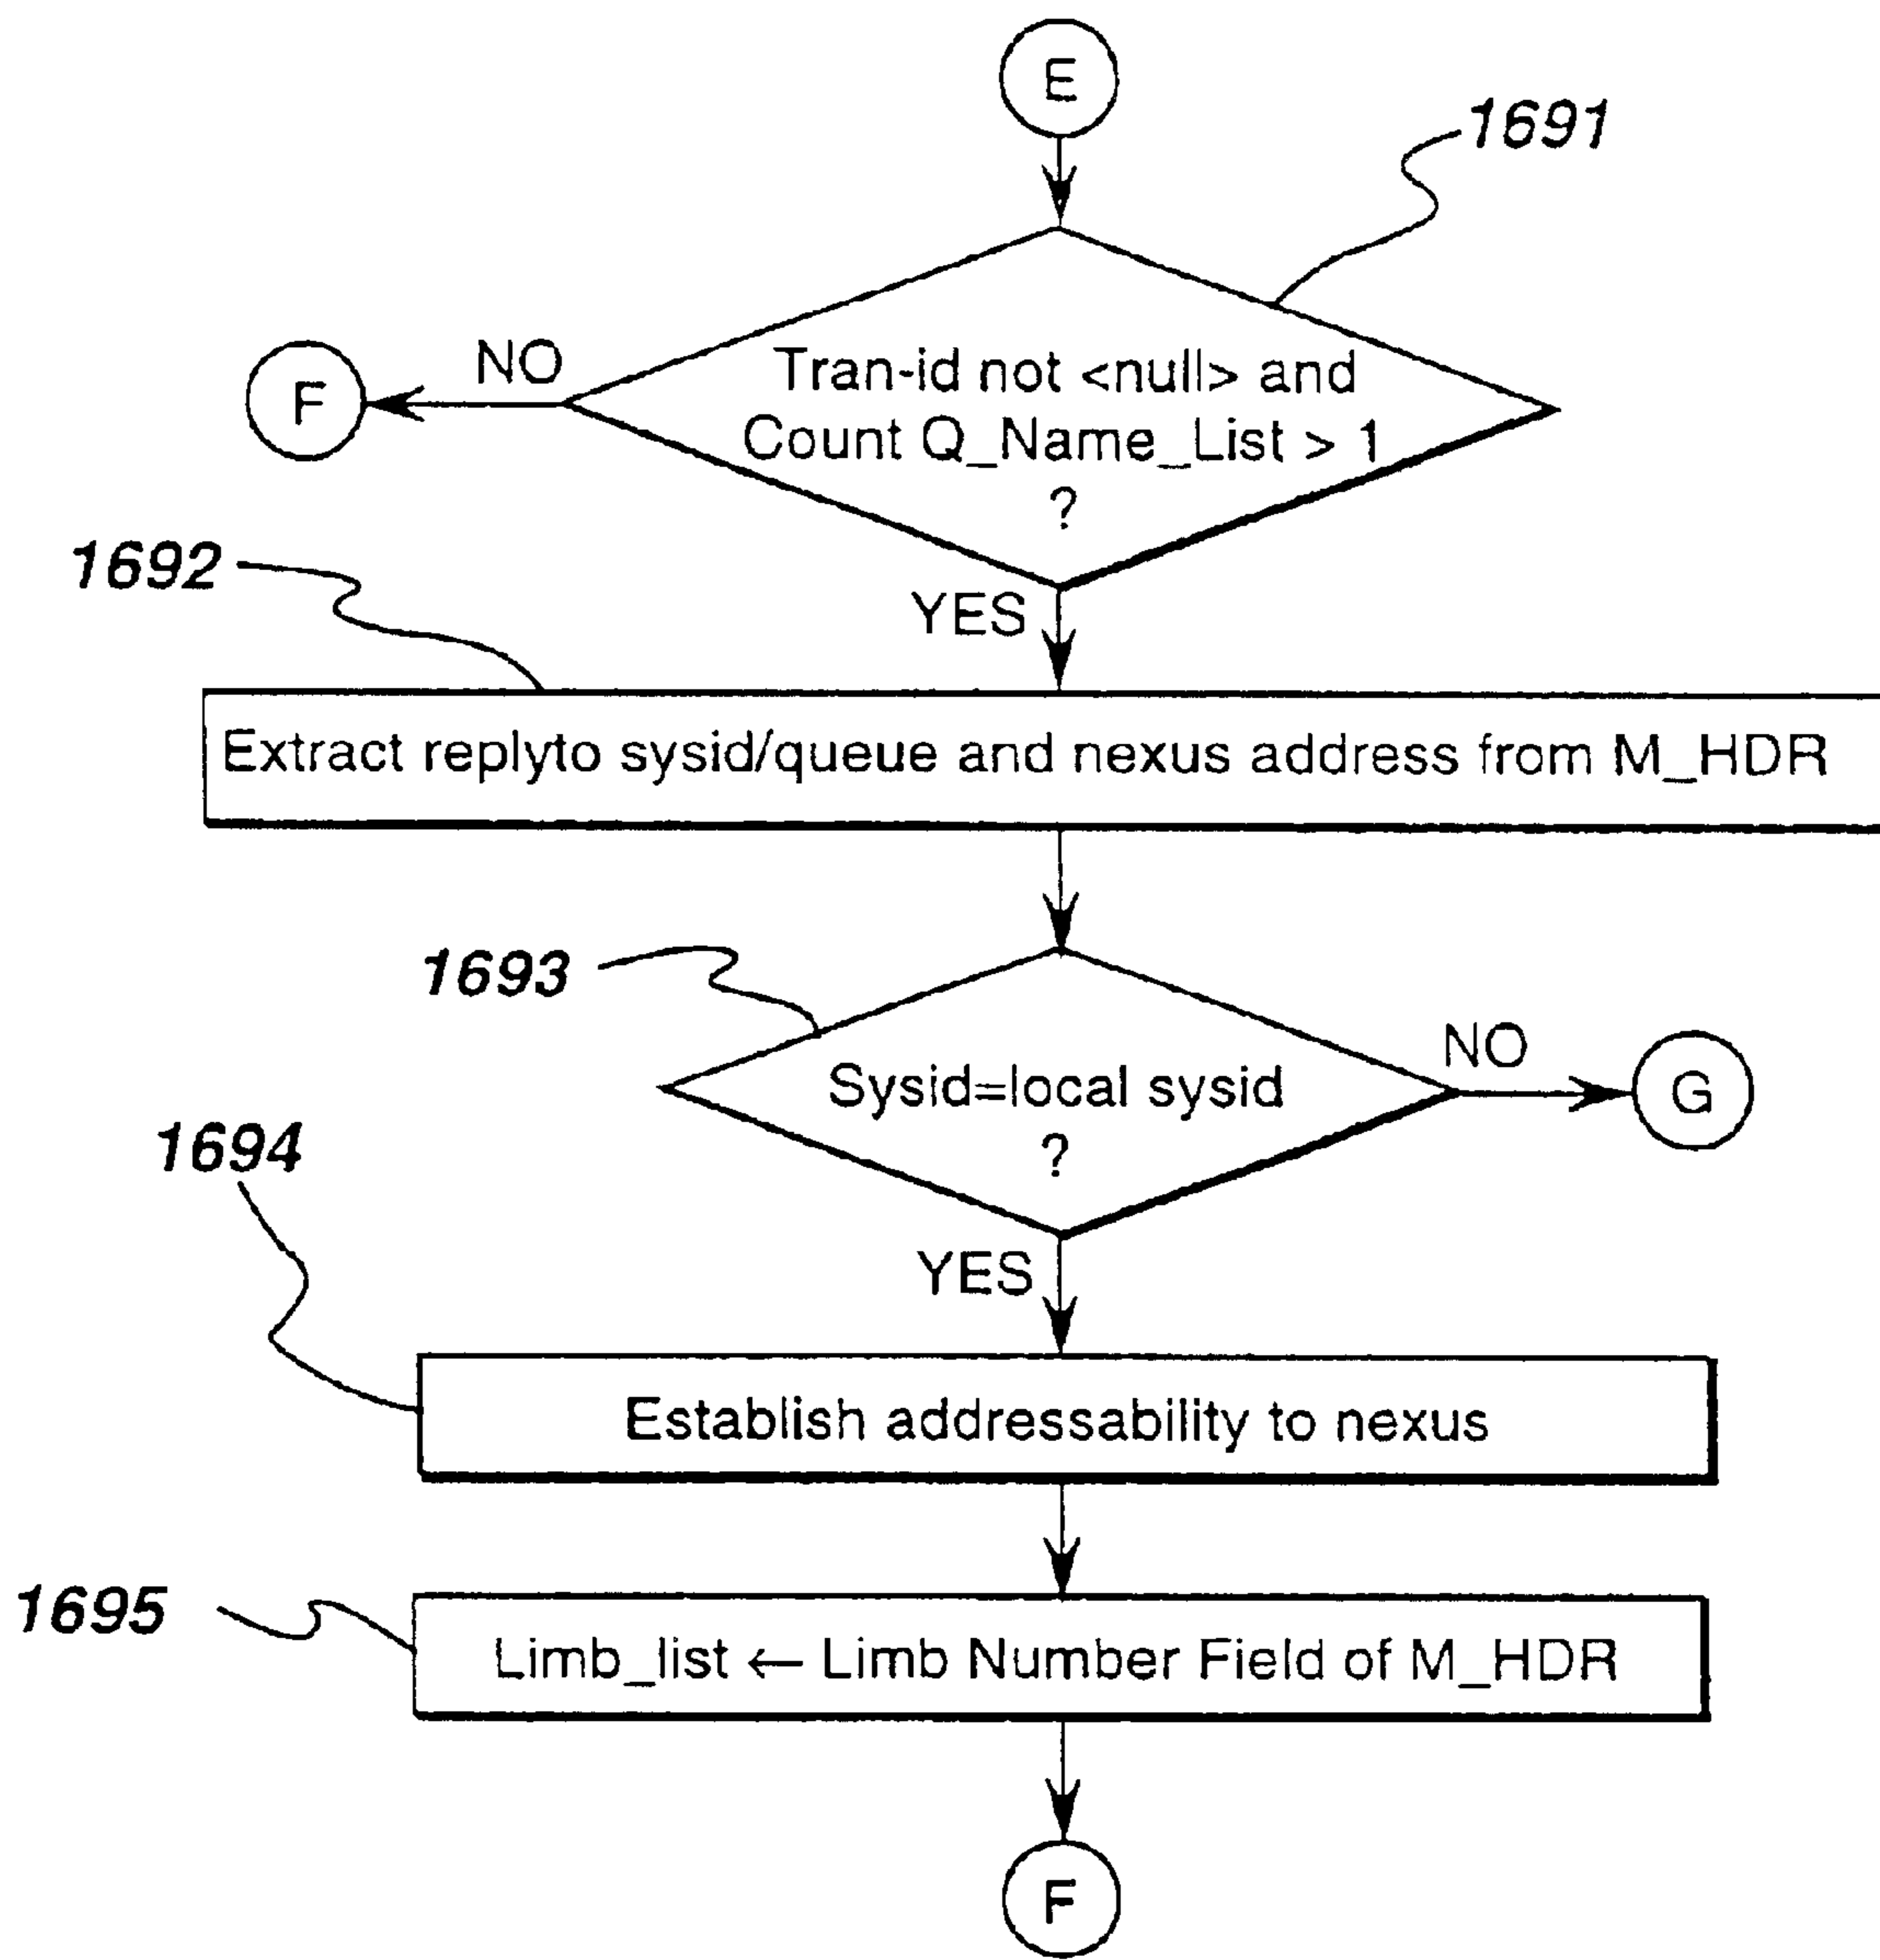 E
1691
Tran-id not <null> and
NO
F
Count Q_Name_List > 1
?
1692
YES
Extract replyto sysid/queue and nexus address from M_HDR
1693
NO
Sysid=local sysid
G
?
1694
YES
Establish addressability to nexus
1695
Limb_list ← Limb Number Field of M_HDR
F